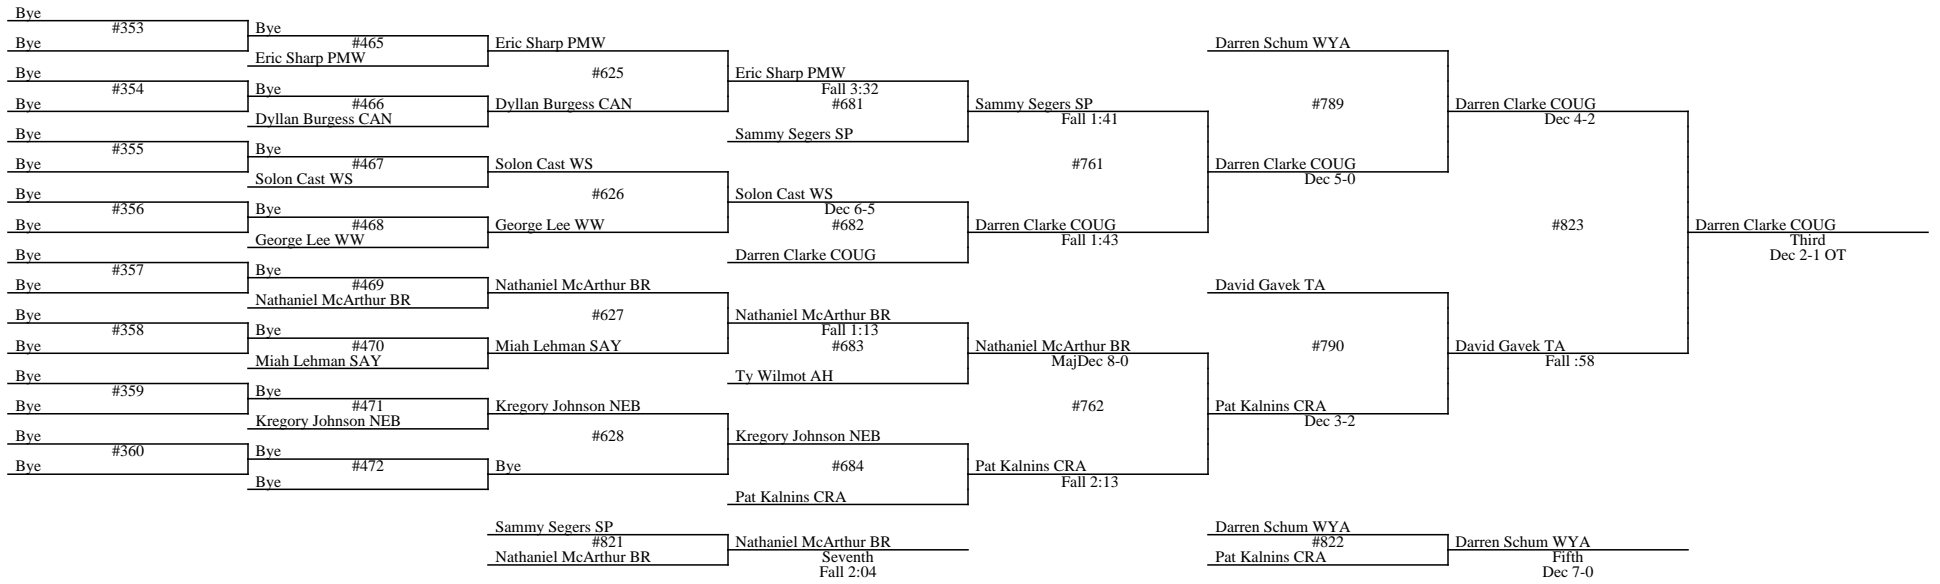 Bye
#353
Bye
Bye
#465
Eric Sharp PMW
Bye
#354
Bye
Bye
#466
Dyllan Burgess CAN
Bye
#355
Bye
Bye
#467
Solon Cast WS
Bye
#356
Bye
Bye
#468
George Lee WW
Bye
#357
Bye
Bye
#469
Nathaniel McArthur BR
Bye
#358
Bye
Bye
#470
Miah Lehman SAY
Bye
#359
Bye
Bye
#471
Kregory Johnson NEB
Bye
#360
Bye
Bye
#472
Bye
Eric Sharp PMW
#625
Dyllan Burgess CAN
Solon Cast WS
#626
George Lee WW
Nathaniel McArthur BR
#627
Miah Lehman SAY
Kregory Johnson NEB
#628
Bye
Eric Sharp PMW
Fall 3:32
#681
Sammy Segers SP
Solon Cast WS
Dec 6-5
#682
Darren Clarke COUG
Nathaniel McArthur BR
Fall 1:13
#683
Ty Wilmot AH
Kregory Johnson NEB
#684
Pat Kalnins CRA
Sammy Segers SP
Fall 1:41
#761
Darren Clarke COUG
Fall 1:43
Nathaniel McArthur BR
MajDec 8-0
#762
Pat Kalnins CRA
Fall 2:13
Darren Schum WYA
#789
Darren Clarke COUG
Dec 5-0
David Gavek TA
#790
Pat Kalnins CRA
Dec 3-2
Darren Clarke COUG
Dec 4-2
#823
David Gavek TA
Fall :58
Darren Clarke COUG
Third
Dec 2-1 OT
Sammy Segers SP
#821
Nathaniel McArthur BR
Nathaniel McArthur BR
Seventh
Fall 2:04
Darren Schum WYA
#822
Pat Kalnins CRA
Darren Schum WYA
Fifth
Dec 7-0